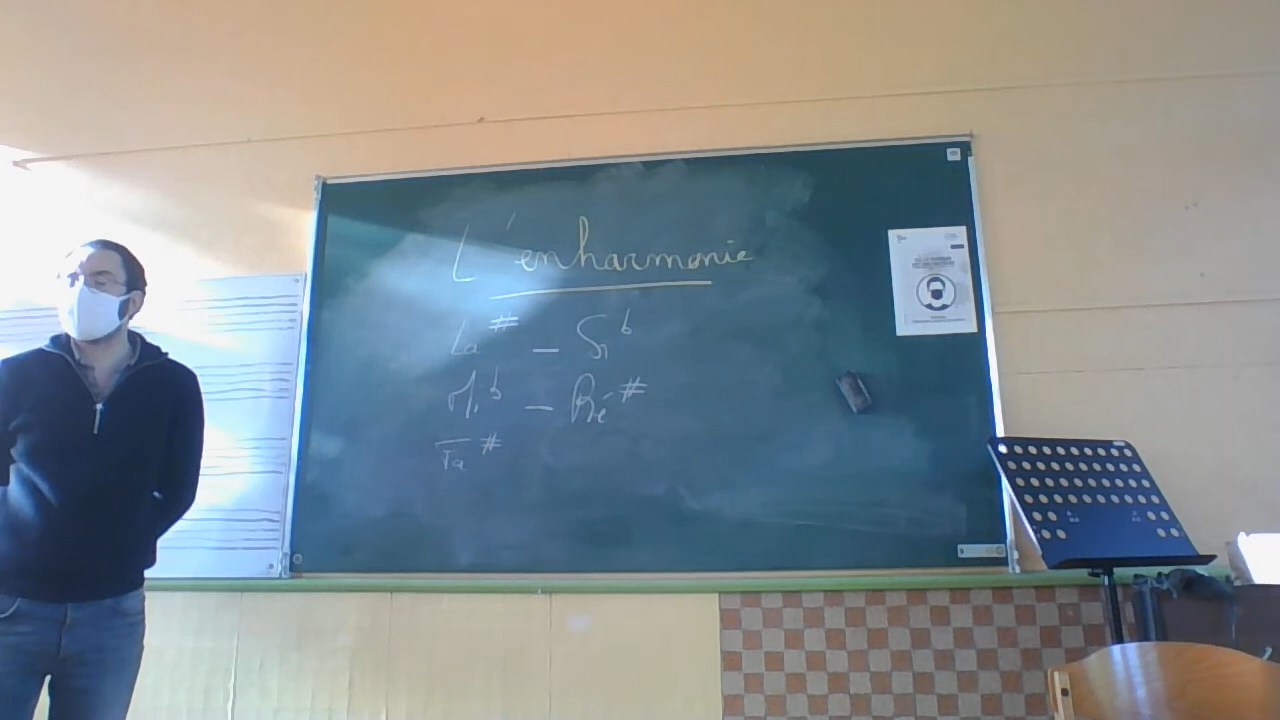 L'enharmonie
La# – Si b
Mi b – Ré #
Fa #